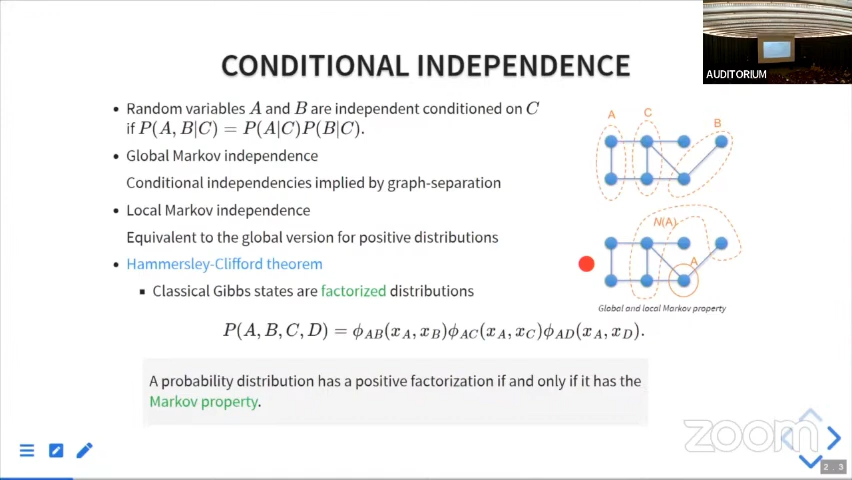 CONDITIONAL INDEPENDENCE
AUDITORIUM
• Random variables A and B are independent conditioned on C
if P(A, B|C) = P(A|C)P(B|C).
• Global Markov independence
Conditional independencies implied by graph-separation
• Local Markov independence
Equivalent to the global version for positive distributions
• Hammersley-Clifford theorem
▪ Classical Gibbs states are factorized distributions
P(A, B, C, D) = ϕ_AB(x_A, x_B)ϕ_AC(x_A, x_C)ϕ_AD(x_A, x_D).
A probability distribution has a positive factorization if and only if it has the
Markov property.
A C B
N(A)
A
Global and local Markov property
zoom
2 . 3